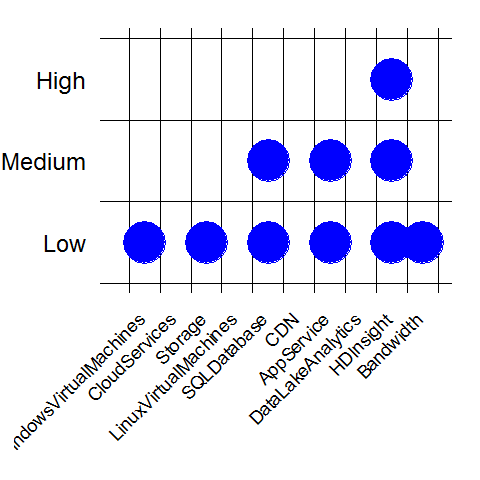 High
Medium
Low
ndowsVirtualMachines
CloudServices
Storage
LinuxVirtualMachines
SQLDatabase
CDN
AppService
DataLakeAnalytics
HDInsight
Bandwidth